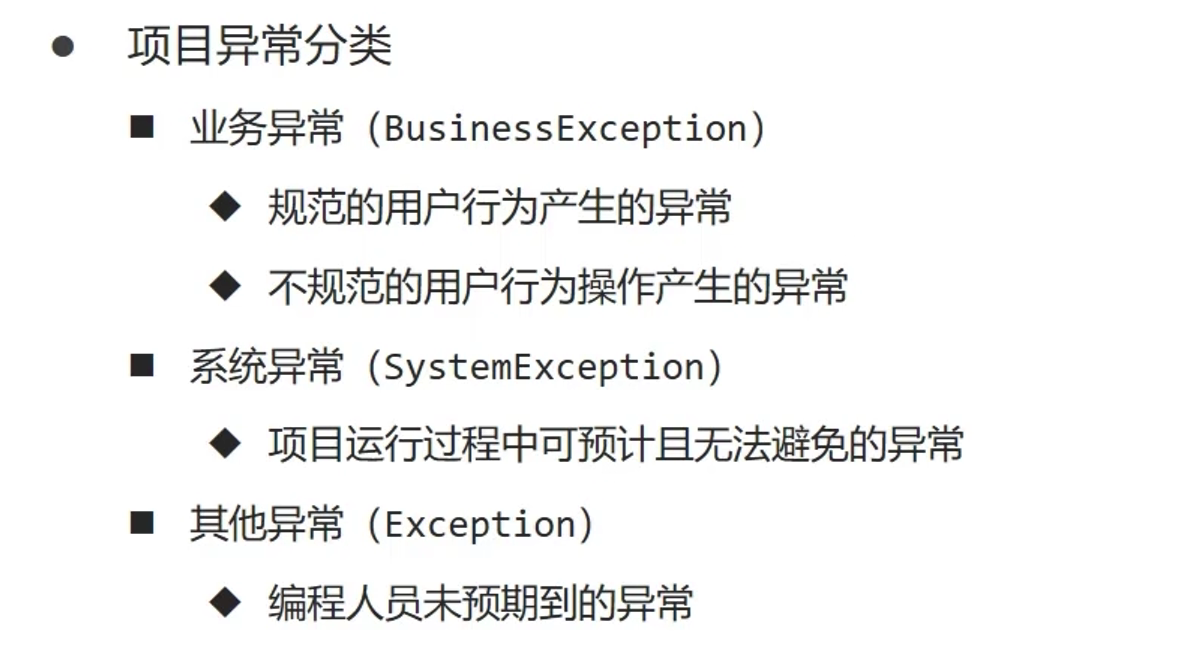 ● 项目异常分类
■ 业务异常（BusinessException）
◆ 规范的用户行为产生的异常
◆ 不规范的用户行为操作产生的异常
■ 系统异常（SystemException）
◆ 项目运行过程中可预计且无法避免的异常
■ 其他异常（Exception）
◆ 编程人员未预期到的异常